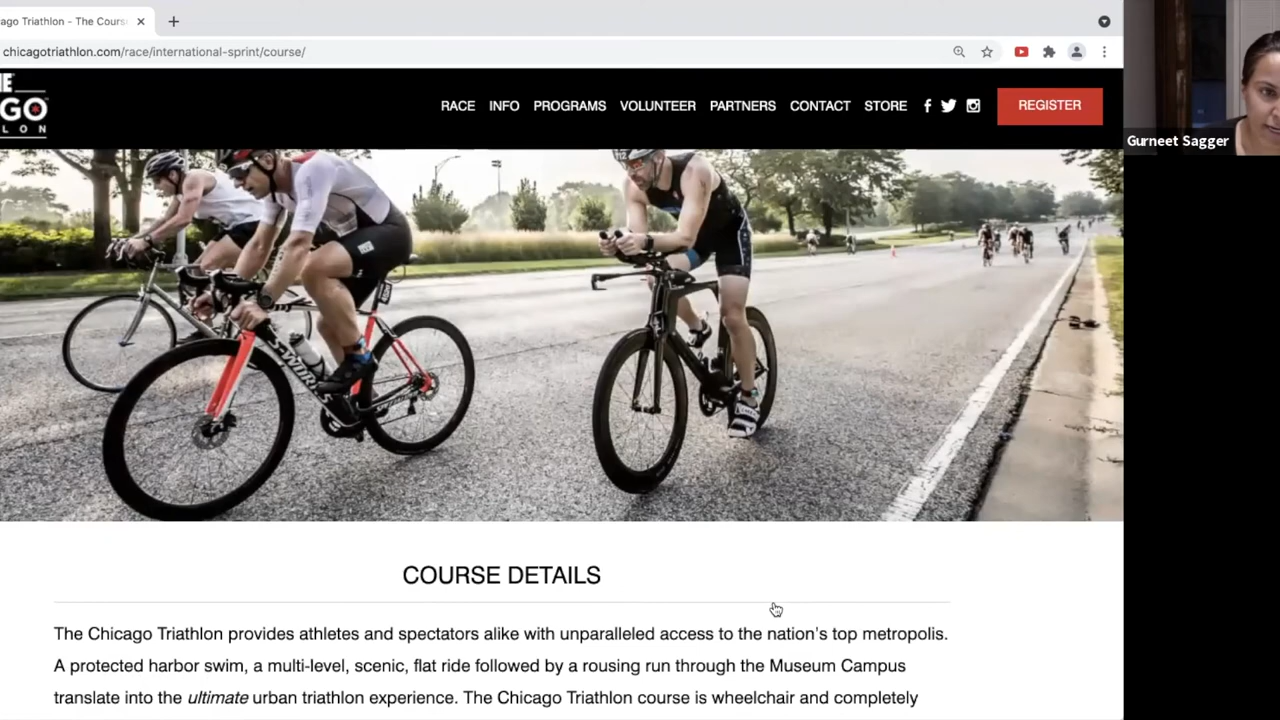 ago Triathlon - The Cours
chicagotriathlon.com/race/international-sprint/course/
GO
LON
RACE INFO PROGRAMS VOLUNTEER PARTNERS CONTACT STORE REGISTER
Gurneet Sagger
S-WORKS
COURSE DETAILS
The Chicago Triathlon provides athletes and spectators alike with unparalleled access to the nation's top metropolis.
A protected harbor swim, a multi-level, scenic, flat ride followed by a rousing run through the Museum Campus
translate into the ultimate urban triathlon experience. The Chicago Triathlon course is wheelchair and completely